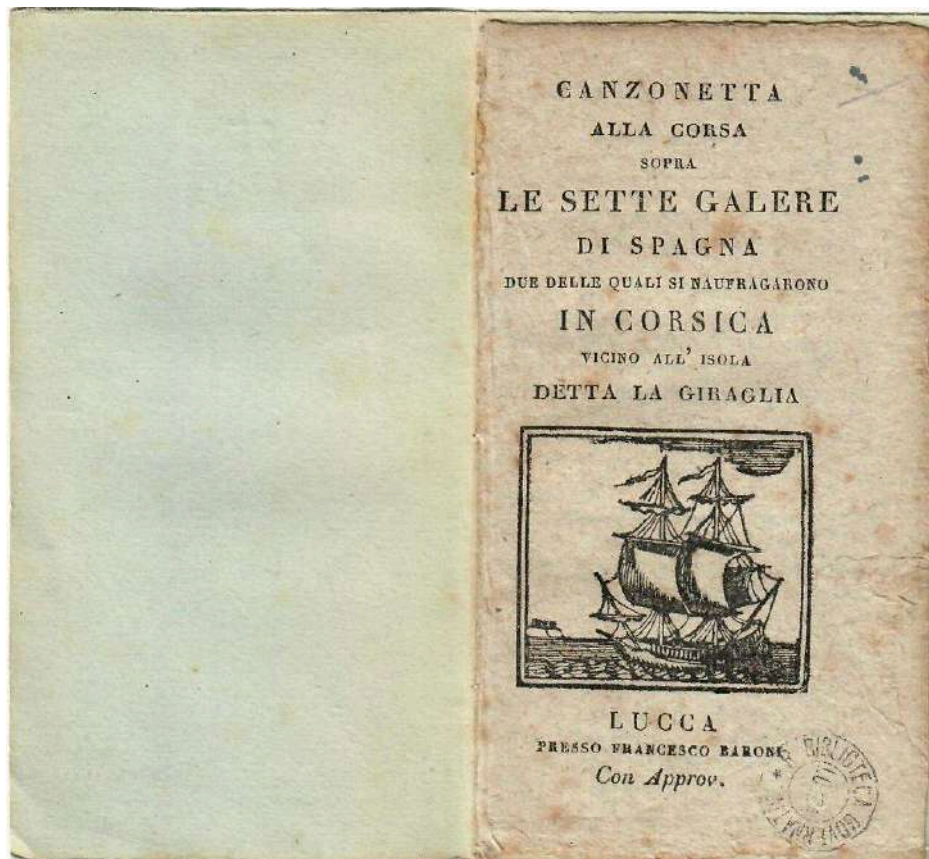 CANZONETTA
ALLA CORSA
SOPRA
LE SETTE GALERE
DI SPAGNA
DUE DELLE QUALI SI NAUFRAGARONO
IN CORSICA
VICINO ALL' ISOLA
DETTA LA GIRAGLIA
LUCCA
PRESSO FRANCESCO BARONI
Con Approv.
BIBLIOTECA